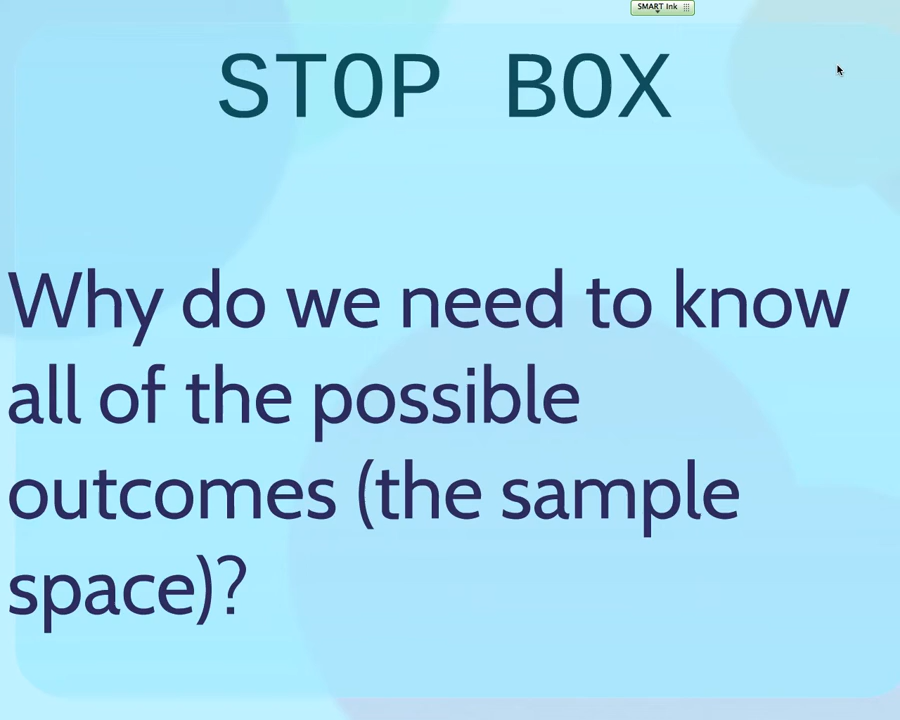 SMART Ink
STOP BOX
Why do we need to know
all of the possible
outcomes (the sample
space)?